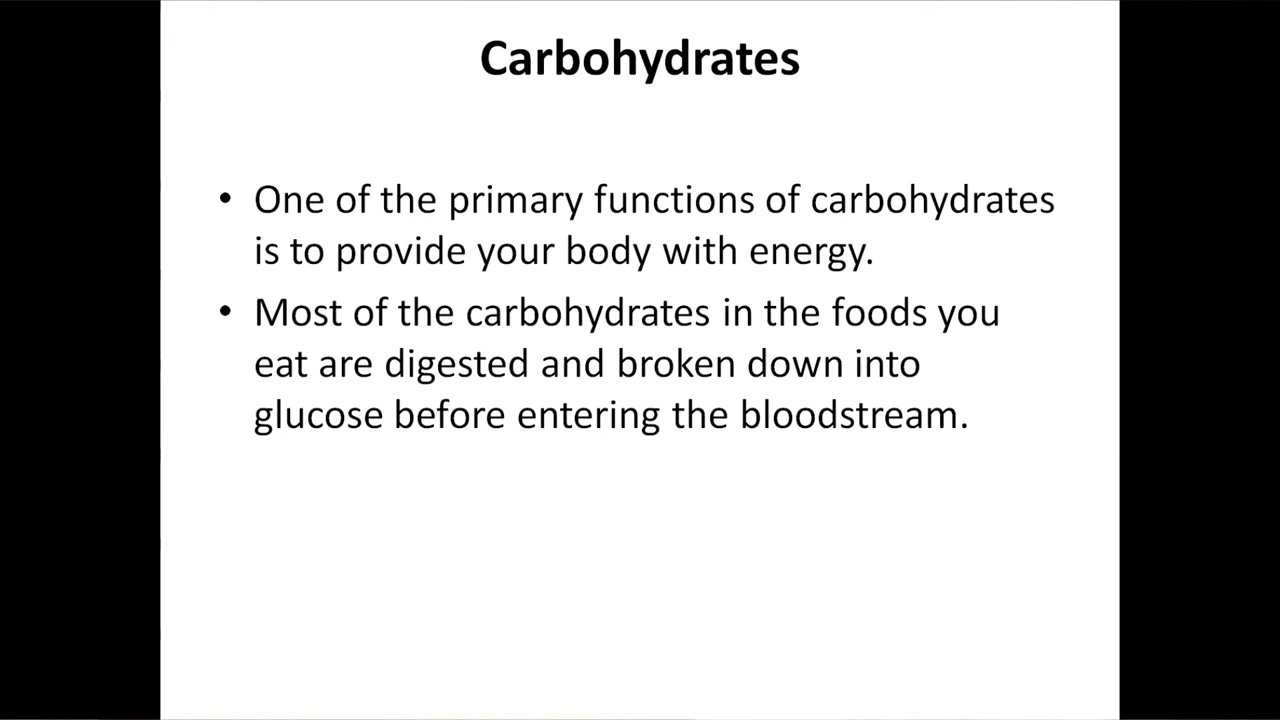 Carbohydrates
• One of the primary functions of carbohydrates
is to provide your body with energy.
• Most of the carbohydrates in the foods you
eat are digested and broken down into
glucose before entering the bloodstream.